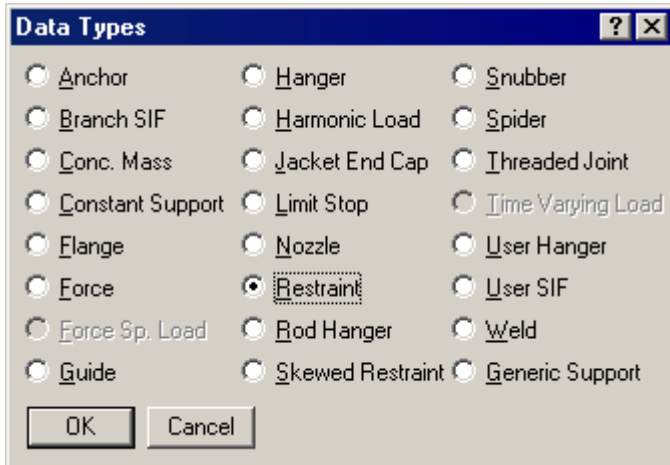 Data Types
Anchor Hanger Snubber
Branch SIF Harmonic Load Spider
Conc. Mass Jacket End Cap Threaded Joint
Constant Support Limit Stop Time Varying Load
Flange Nozzle User Hanger
Force Restraint User SIF
Force Sp. Load Rod Hanger Weld
Guide Skewed Restraint Generic Support
OK Cancel